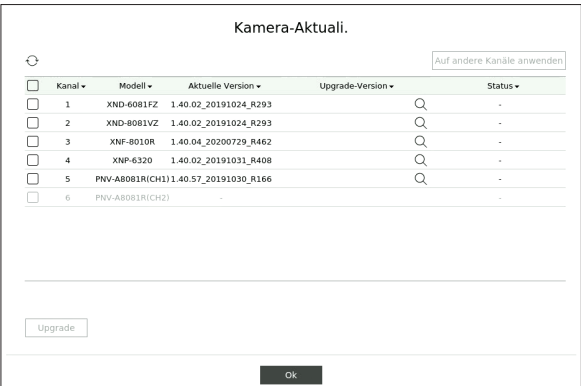 Kamera-Aktuali.
Auf andere Kanäle anwenden
Kanal Modell Aktuelle Version Upgrade-Version Status
1 XND-6081FZ 1.40.02_20191024_R293 -
2 XND-8081VZ 1.40.02_20191024_R293 -
3 XNF-8010R 1.40.04_20200729_R462 -
4 XNP-6320 1.40.02_20191031_R408 -
5 PNV-A8081R(CH1) 1.40.57_20191030_R166 -
6 PNV-A8081R(CH2) - -
Upgrade
Ok